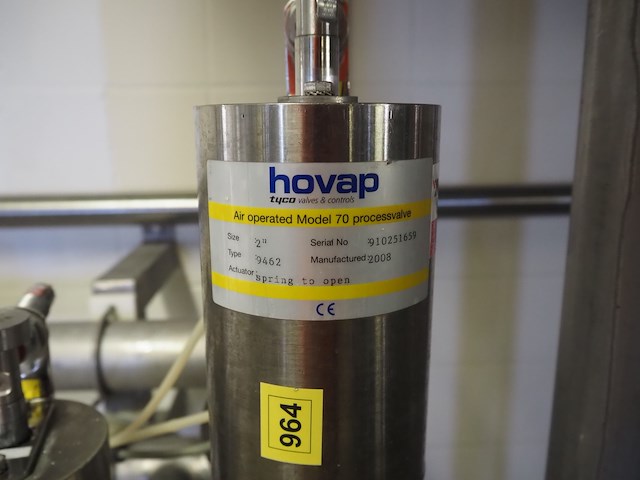 hovap
tyco valves & controls
Air operated Model 70 processvalve
Size 2" Serial No 910251659
Type 9462 Manufactured 2008
Actuator spring to open
CE
964